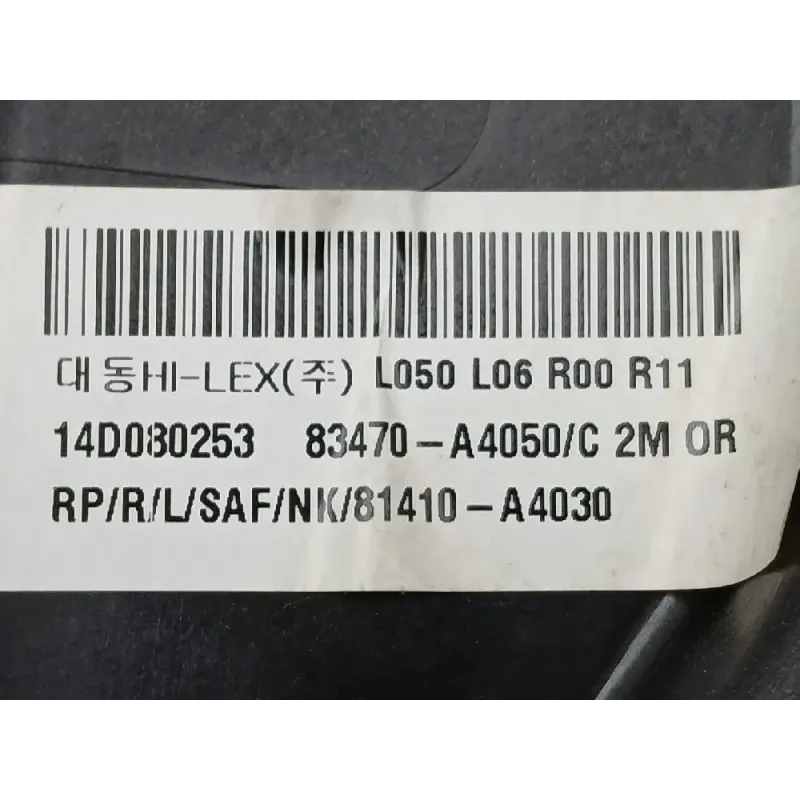 대동HI-LEX(주) L050 L06 R00 R11
14D080253 83470-A4050/C 2M OR
RP/R/L/SAF/NK/81410-A4030